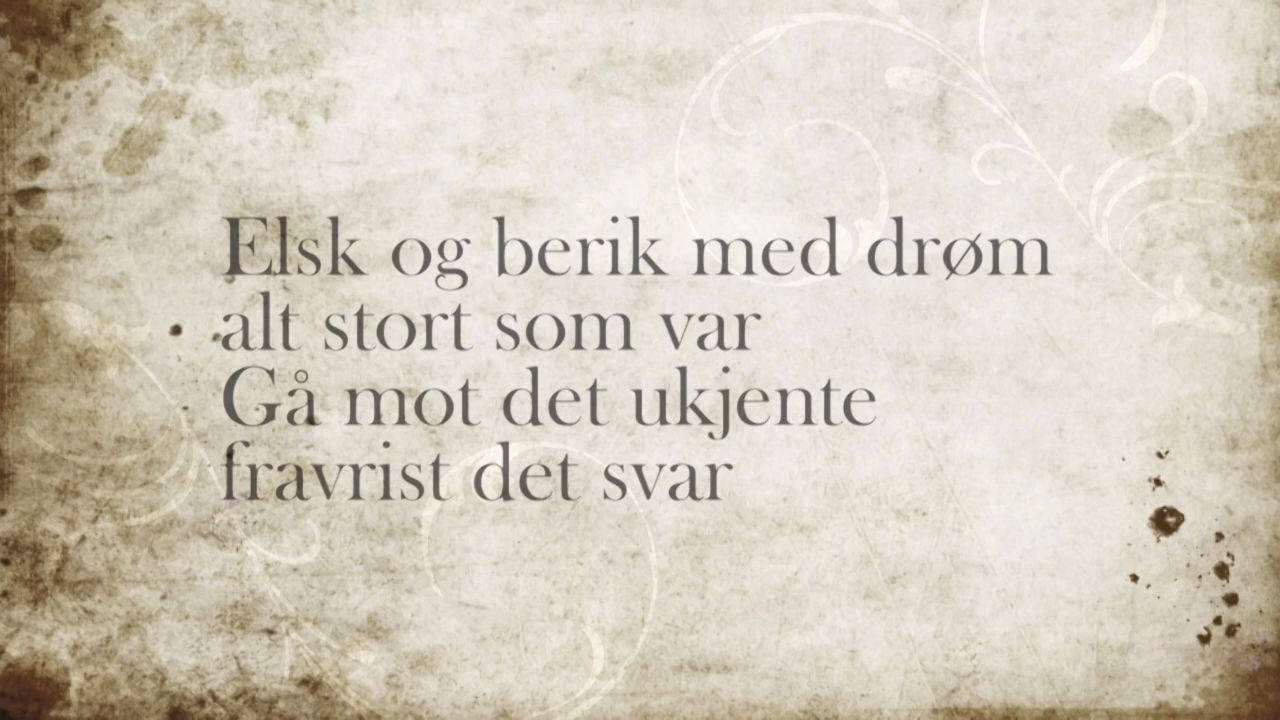 Elsk og berik med drøm
alt stort som var
Gå mot det ukjente
fravrist det svar